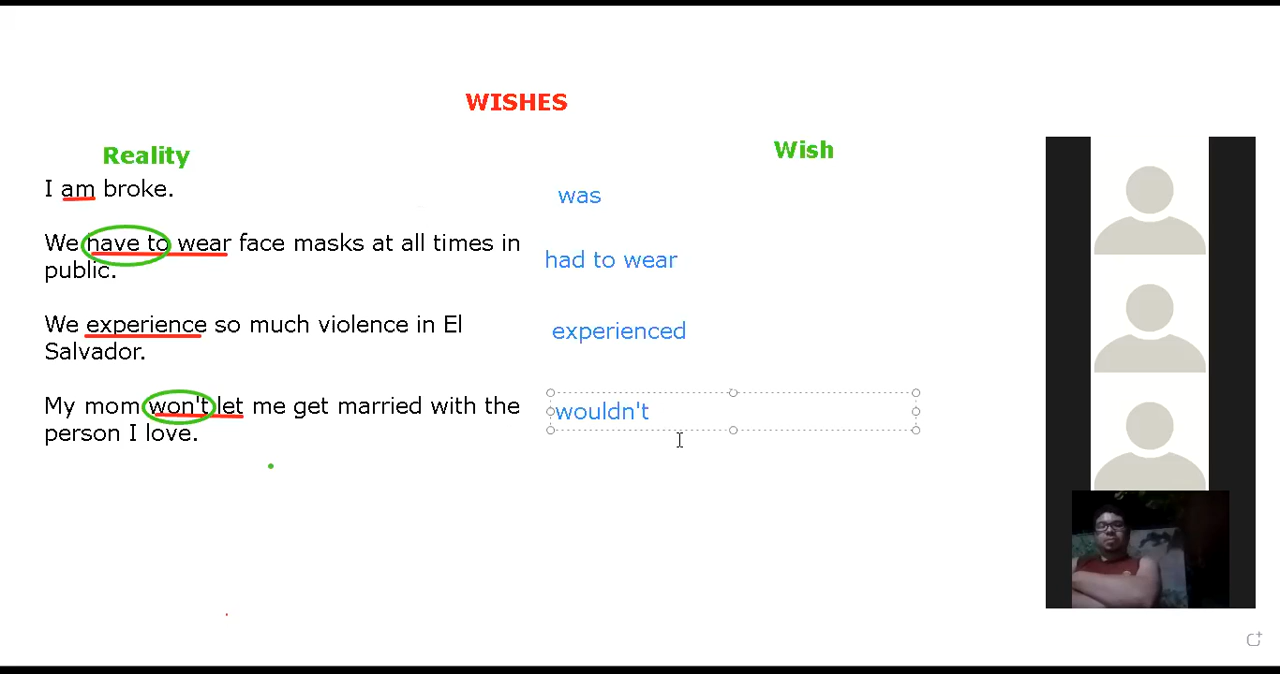 WISHES
Reality
Wish
I am broke.
was
We have to wear face masks at all times in
public.
had to wear
We experience so much violence in El
Salvador.
experienced
My mom won't let me get married with the
person I love.
wouldn't